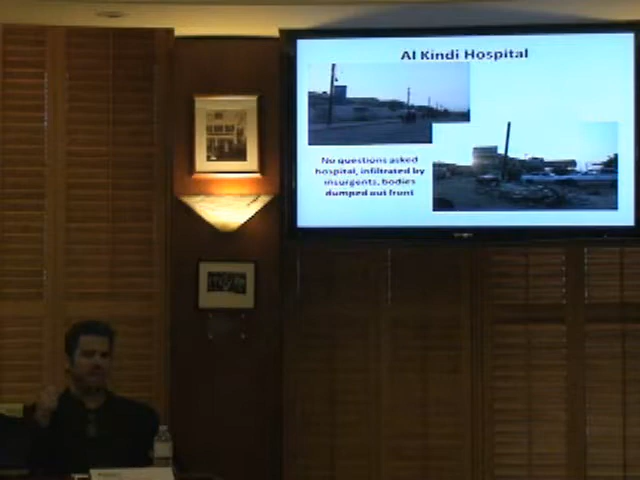 Al Kindi Hospital
No questions asked
hospital, infiltrated by
insurgents, bodies
dumped out front